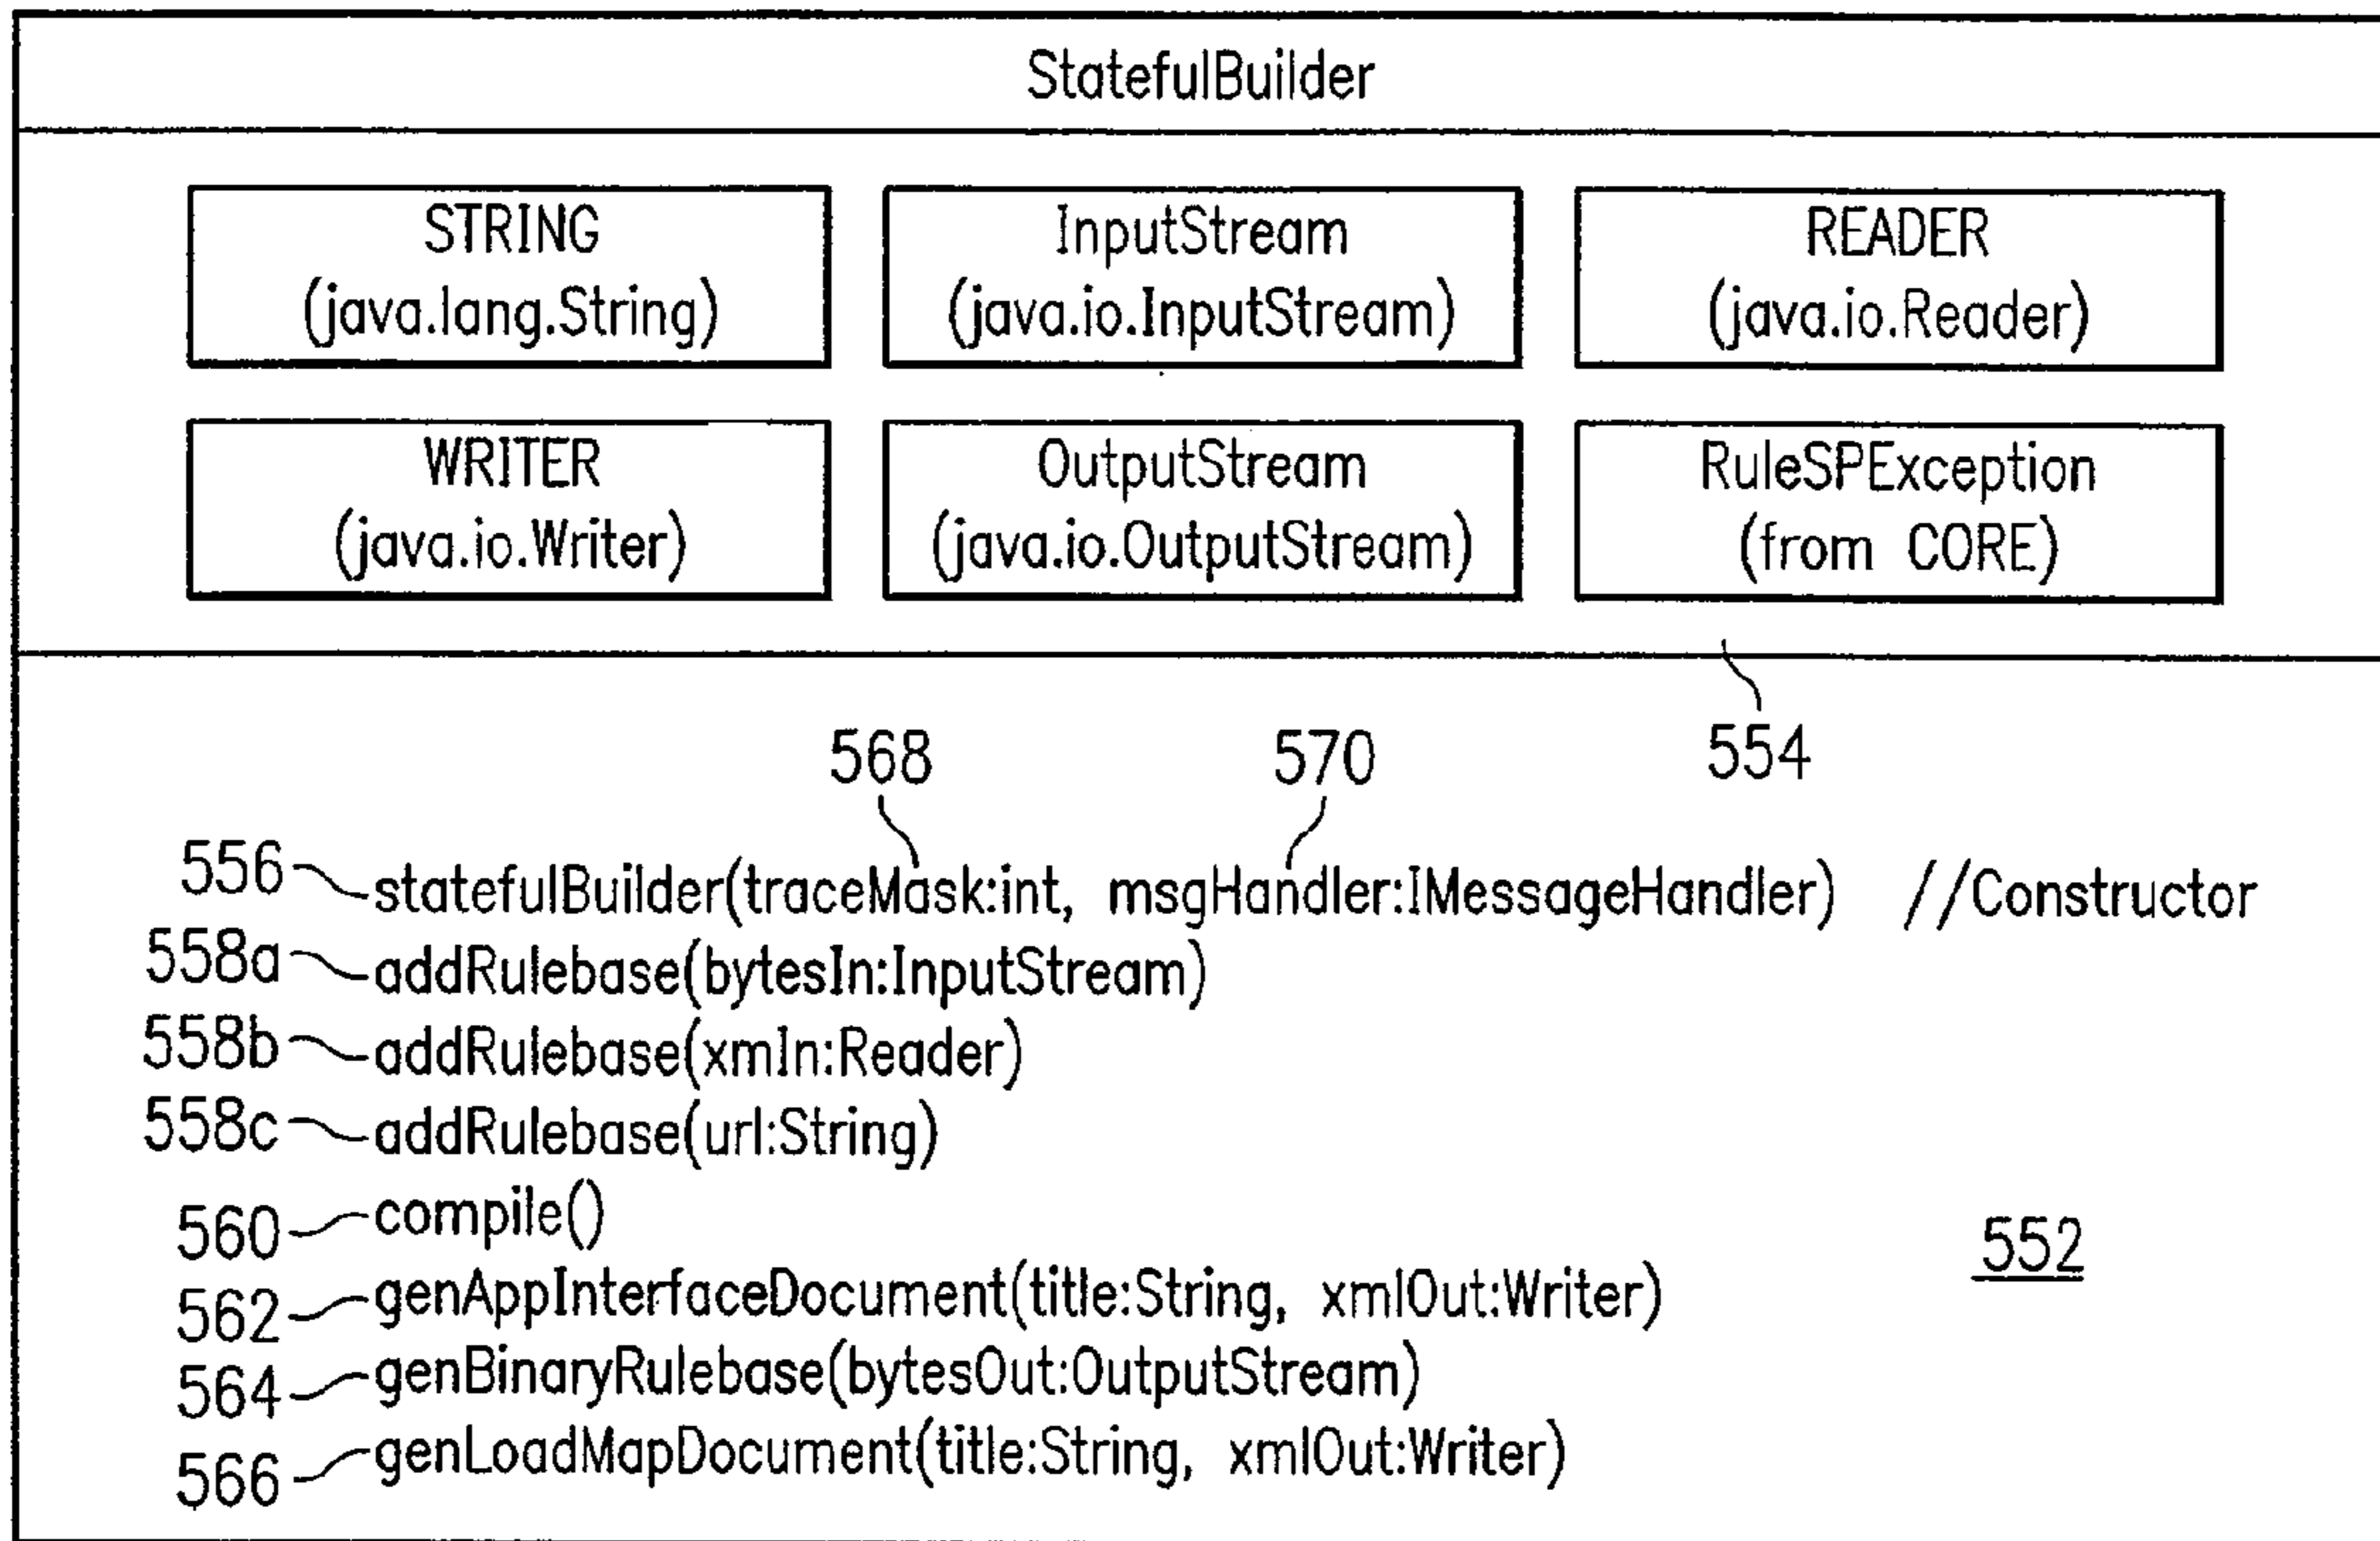 StatefulBuilder
STRING
(java.lang.String)
InputStream
(java.io.InputStream)
READER
(java.io.Reader)
WRITER
(java.io.Writer)
OutputStream
(java.io.OutputStream)
RuleSPException
(from CORE)
568 570 554
556 statefulBuilder(traceMask:int, msgHandler:IMessageHandler) //Constructor
558a addRulebase(bytesIn:InputStream)
558b addRulebase(xmIn:Reader)
558c addRulebase(url:String)
560 compile()
552
562 genAppInterfaceDocument(title:String, xmlOut:Writer)
564 genBinaryRulebase(bytesOut:OutputStream)
566 genLoadMapDocument(title:String, xmlOut:Writer)